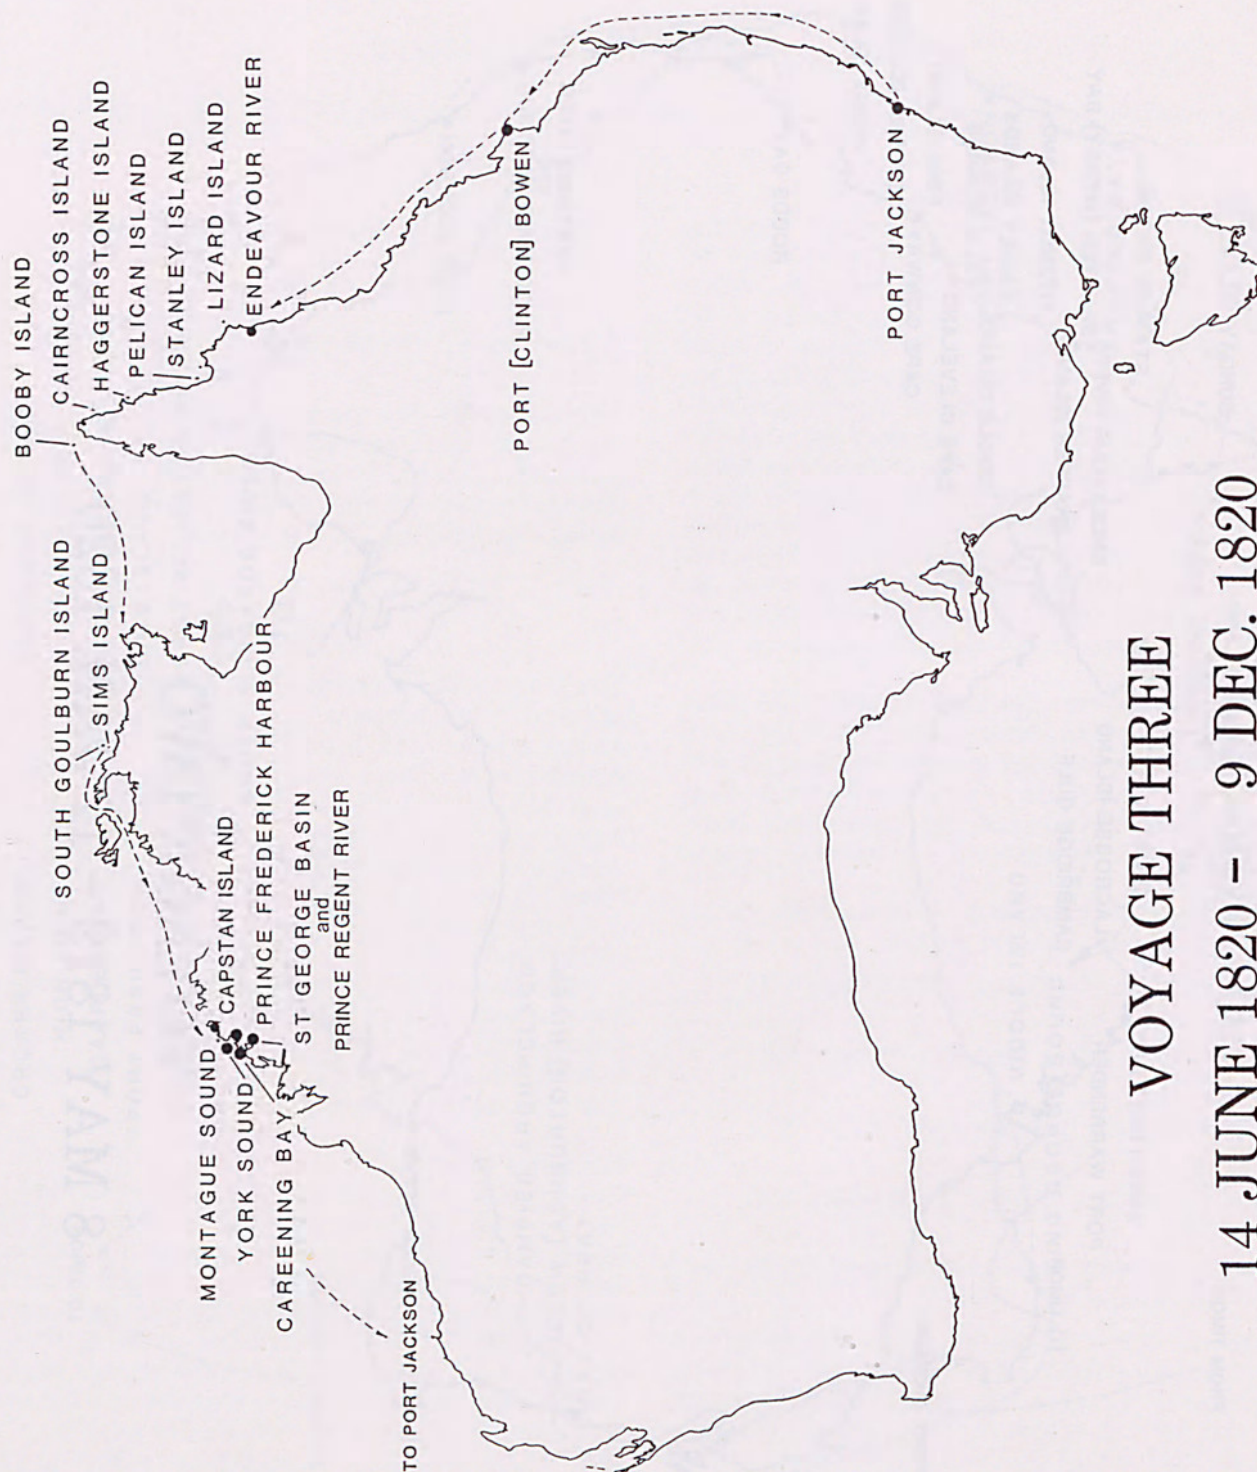 BOOBY ISLAND
CAIRNCROSS ISLAND
HAGGERSTONE ISLAND
PELICAN ISLAND
STANLEY ISLAND
LIZARD ISLAND
ENDEAVOUR RIVER
PORT [CLINTON] BOWEN
PORT JACKSON
SOUTH GOULBURN ISLAND
SIMS ISLAND
CAPSTAN ISLAND
PRINCE FREDERICK HARBOUR
ST GEORGE BASIN
and
PRINCE REGENT RIVER
MONTAGUE SOUND
YORK SOUND
CAREENING BAY
TO PORT JACKSON
VOYAGE THREE
14 JUNE 1820 – 9 DEC. 1820